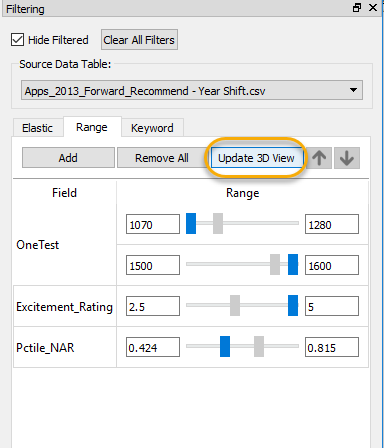 Filtering
Hide Filtered
Clear All Filters
Source Data Table:
Apps_2013_Forward_Recommend - Year Shift.csv
Elastic
Range
Keyword
Add
Remove All
Update 3D View
Field
Range
OneTest
1070
1280
1500
1600
Excitement_Rating
2.5
5
Pctile_NAR
0.424
0.815